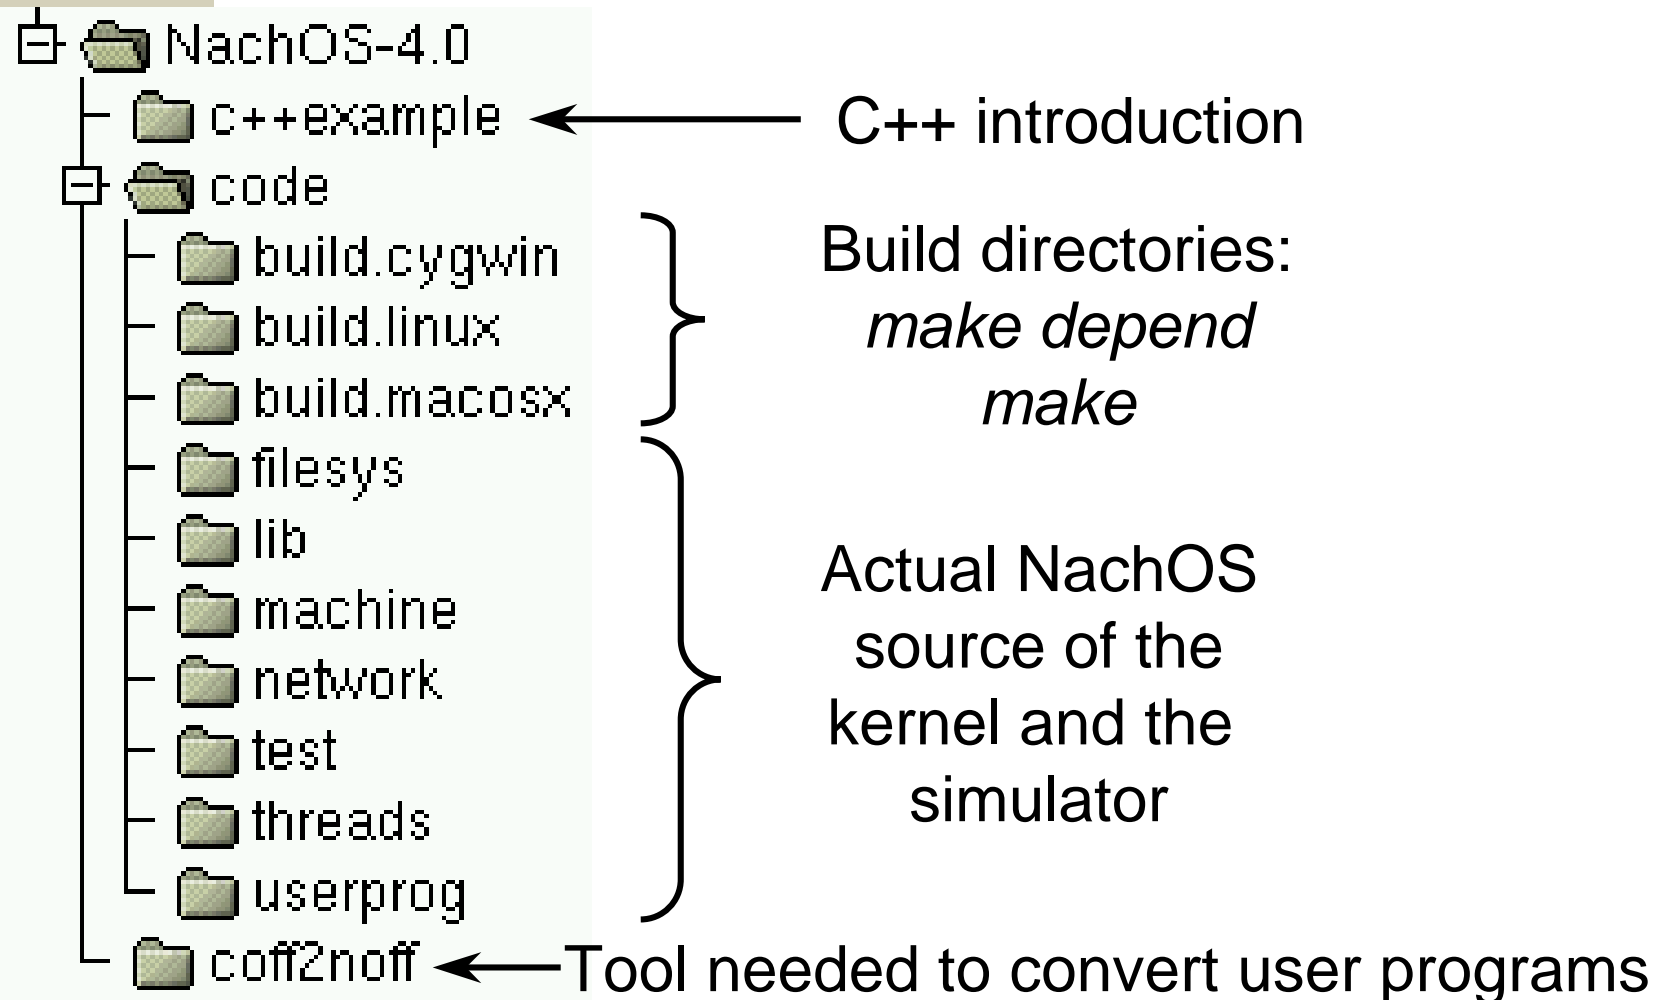 NachOS-4.0
c++example
C++ introduction
code
build.cygwin
build.linux
build.macosx
Build directories:
make depend
make
filesys
lib
machine
network
test
threads
userprog
Actual NachOS
source of the
kernel and the
simulator
coff2noff
Tool needed to convert user programs